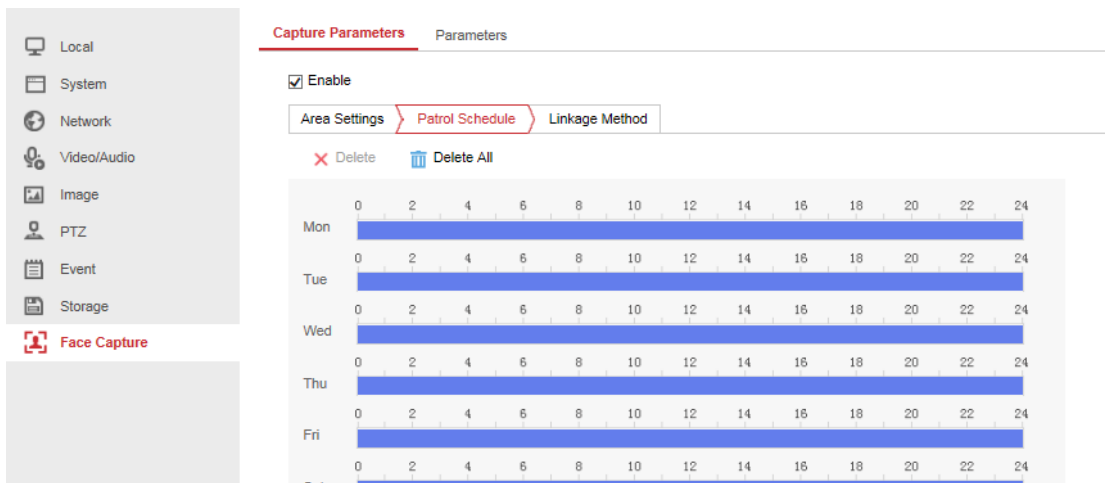 Local
System
Network
Video/Audio
Image
PTZ
Event
Storage
Face Capture
Capture Parameters Parameters
Enable
Area Settings Patrol Schedule Linkage Method
Delete Delete All
0 2 4 6 8 10 12 14 16 18 20 22 24
Mon
0 2 4 6 8 10 12 14 16 18 20 22 24
Tue
0 2 4 6 8 10 12 14 16 18 20 22 24
Wed
0 2 4 6 8 10 12 14 16 18 20 22 24
Thu
0 2 4 6 8 10 12 14 16 18 20 22 24
Fri
0 2 4 6 8 10 12 14 16 18 20 22 24